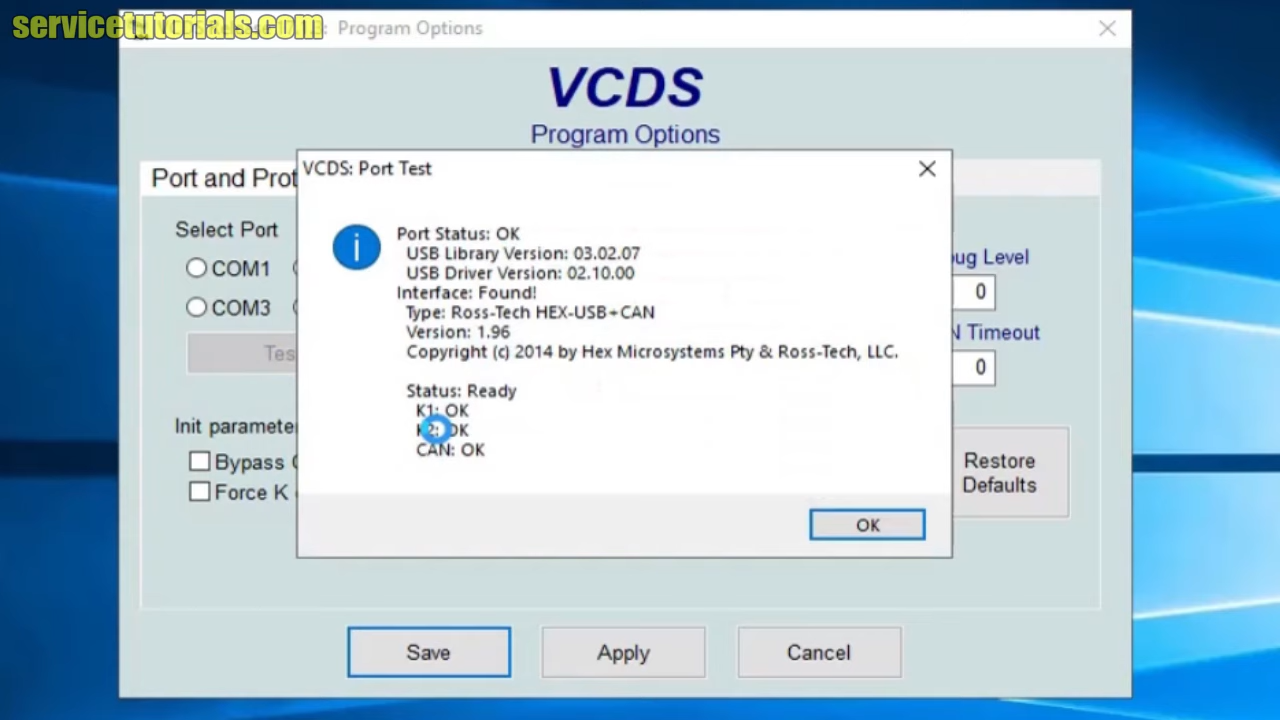 servicetutorials.com
Program Options
VCDS
Program Options
Port and Prot
VCDS: Port Test
Select Port
COM1
COM3
Tes
Init paramete
Bypass
Force K
Port Status: OK
USB Library Version: 03.02.07
USB Driver Version: 02.10.00
Interface: Found!
Type: Ross-Tech HEX-USB+CAN
Version: 1.96
Copyright (c) 2014 by Hex Microsystems Pty & Ross-Tech, LLC.
Status: Ready
K1: OK
K2: OK
CAN: OK
OK
ug Level
0
N Timeout
0
Restore
Defaults
Save
Apply
Cancel